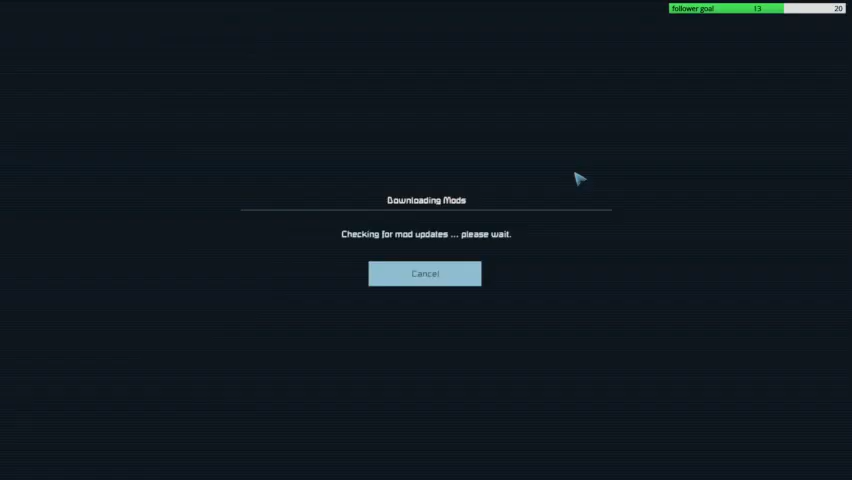 follower goal 13 20
Downloading Mods
Checking for mod updates ... please wait.
Cancel